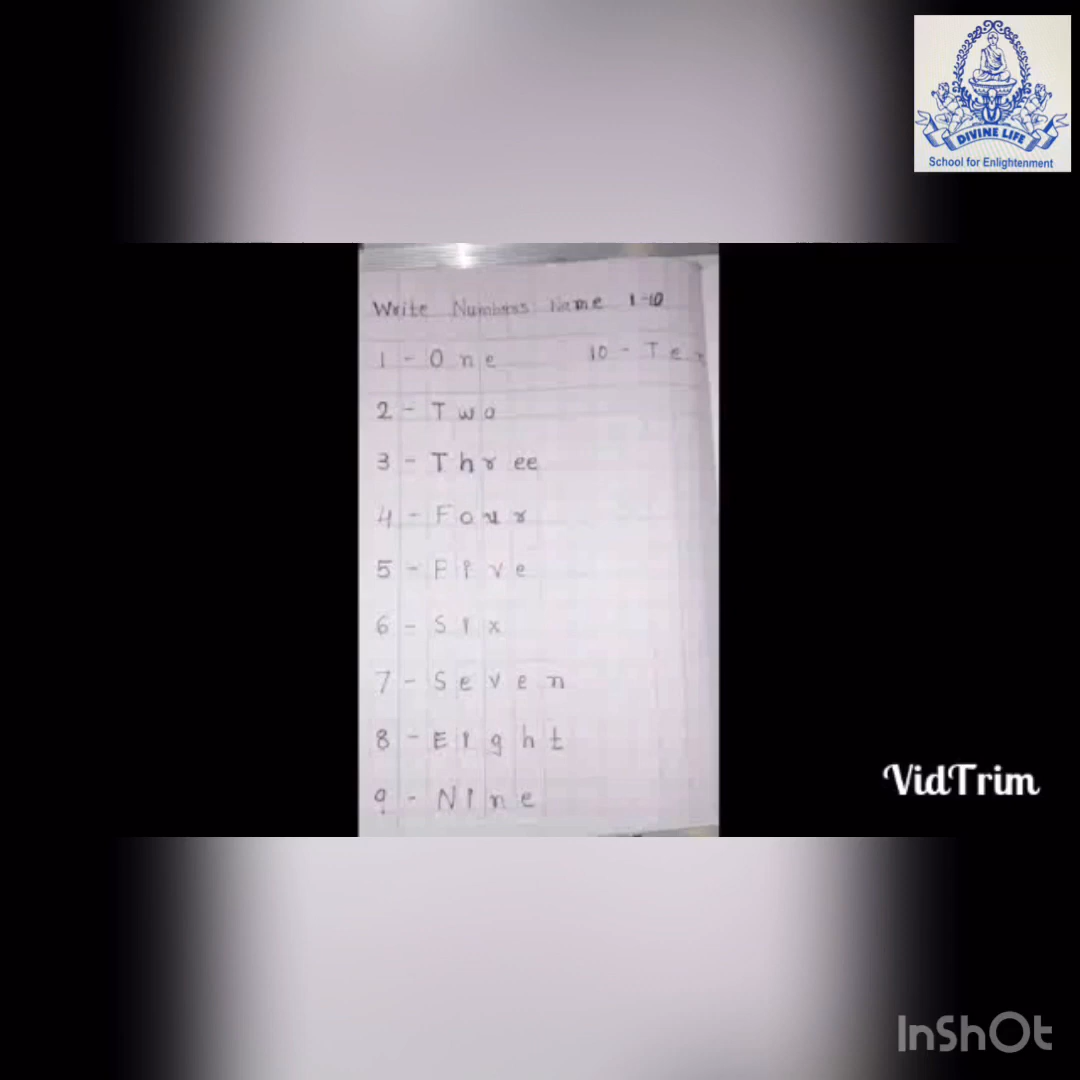 DIVINE LIFE
School for Enlightenment
Write Numbers Name 1-10
1 - One 10 - Ten
2 - Two
3 - Three
4 - Four
5 - Five
6 - Six
7 - Seven
8 - Eight
9 - Nine
VidTrim
InShOt